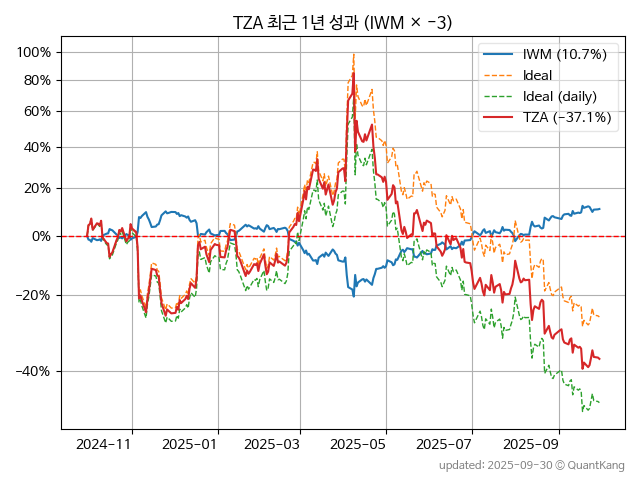 TZA 최근 1년 성과 (IWM × −3)
100%
80%
60%
40%
20%
0%
−20%
−40%
IWM (10.7%)
Ideal
Ideal (daily)
TZA (−37.1%)
2024-11
2025-01
2025-03
2025-05
2025-07
2025-09
updated: 2025-09-30 © QuantKang